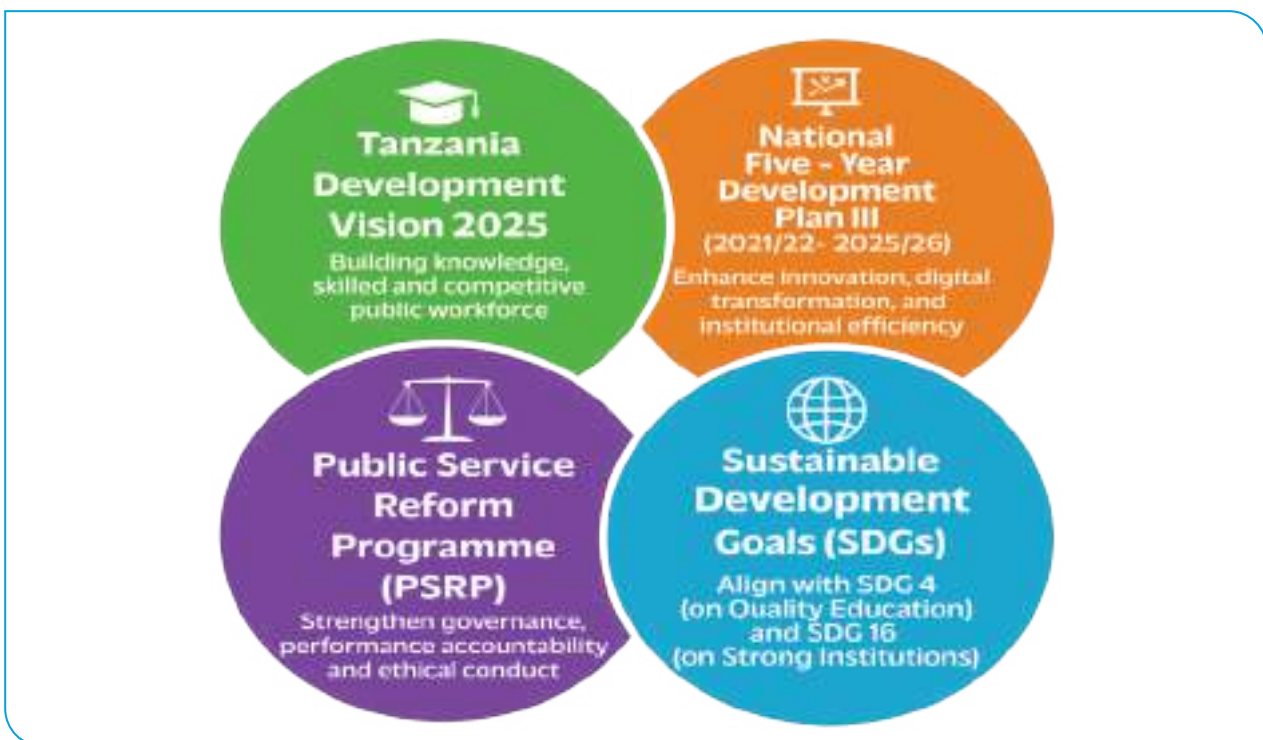 Tanzania
Development
Vision 2025
Building knowledge,
skilled and competitive
public workforce
National
Five - Year
Development
Plan III
(2021/22- 2025/26)
Enhance innovation, digital
transformation, and
institutional efficiency
Public Service
Reform
Programme
(PSRP)
Strengthen governance,
performance accountability
and ethical conduct
Sustainable
Development
Goals (SDGs)
Align with SDG 4
(on Quality Education)
and SDG 16
(on Strong Institutions)